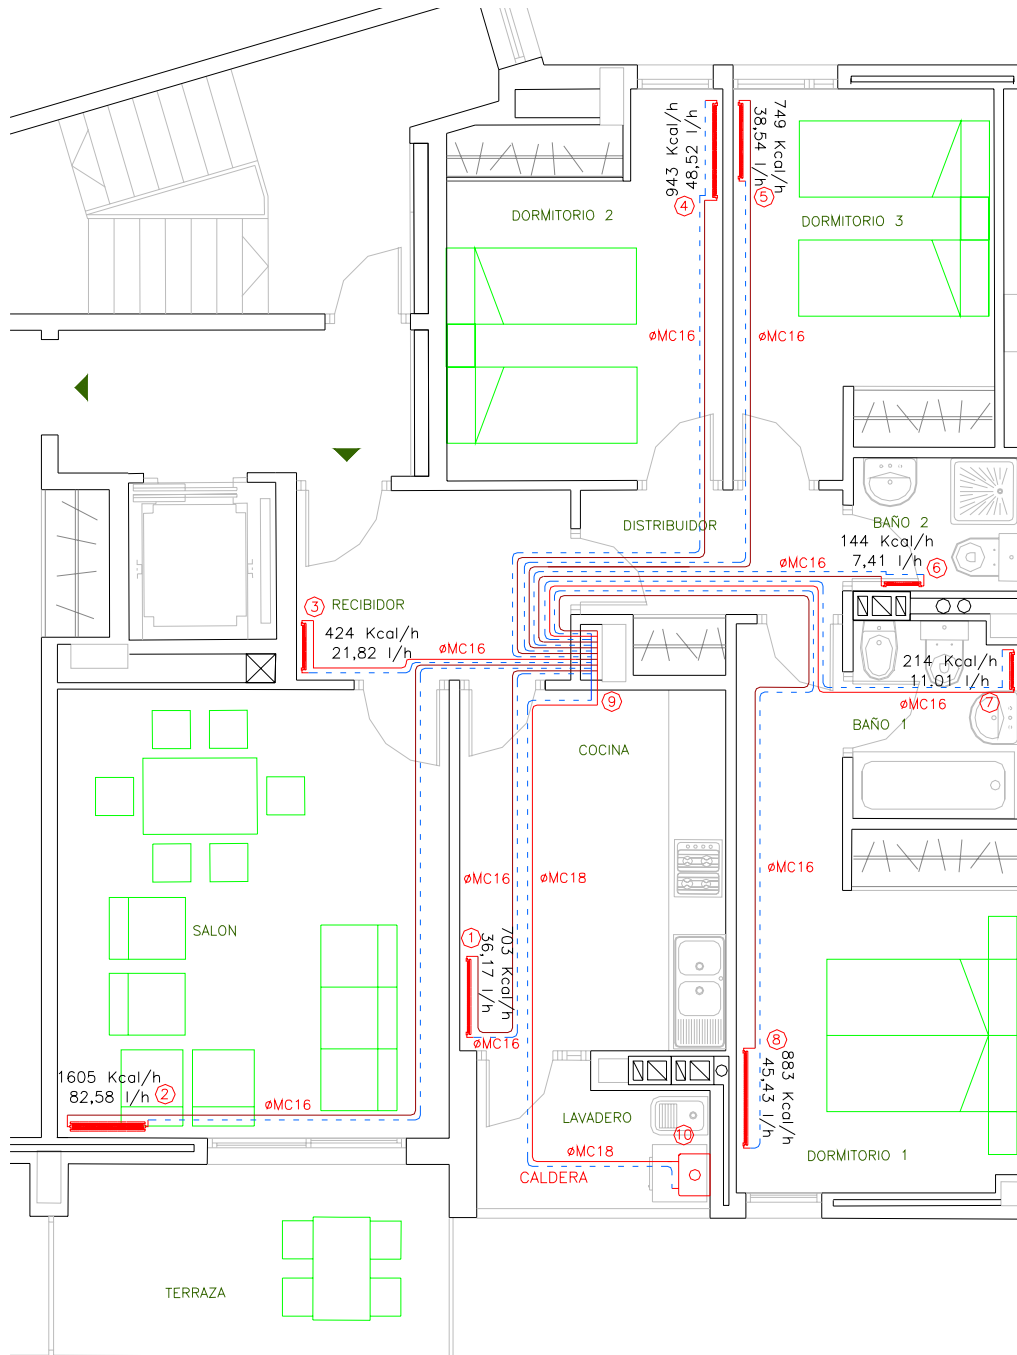 749 Kcal/h
38,54 l/h
5
943 Kcal/h
48,52 l/h
4
DORMITORIO 2
DORMITORIO 3
øMC16
øMC16
DISTRIBUIDOR
BAÑO 2
144 Kcal/h
7,41 l/h
6
øMC16
3
RECIBIDOR
424 Kcal/h
21,82 l/h
øMC16
214 Kcal/h
11.01 l/h
7
øMC16
9
BAÑO 1
COCINA
øMC16
øMC18
øMC16
SALON
1
703 Kcal/h
36,17 l/h
øMC16
8
883 Kcal/h
45,43 l/h
1605 Kcal/h
82,58 l/h
2
øMC16
LAVADERO
10
øMC18
CALDERA
DORMITORIO 1
TERRAZA